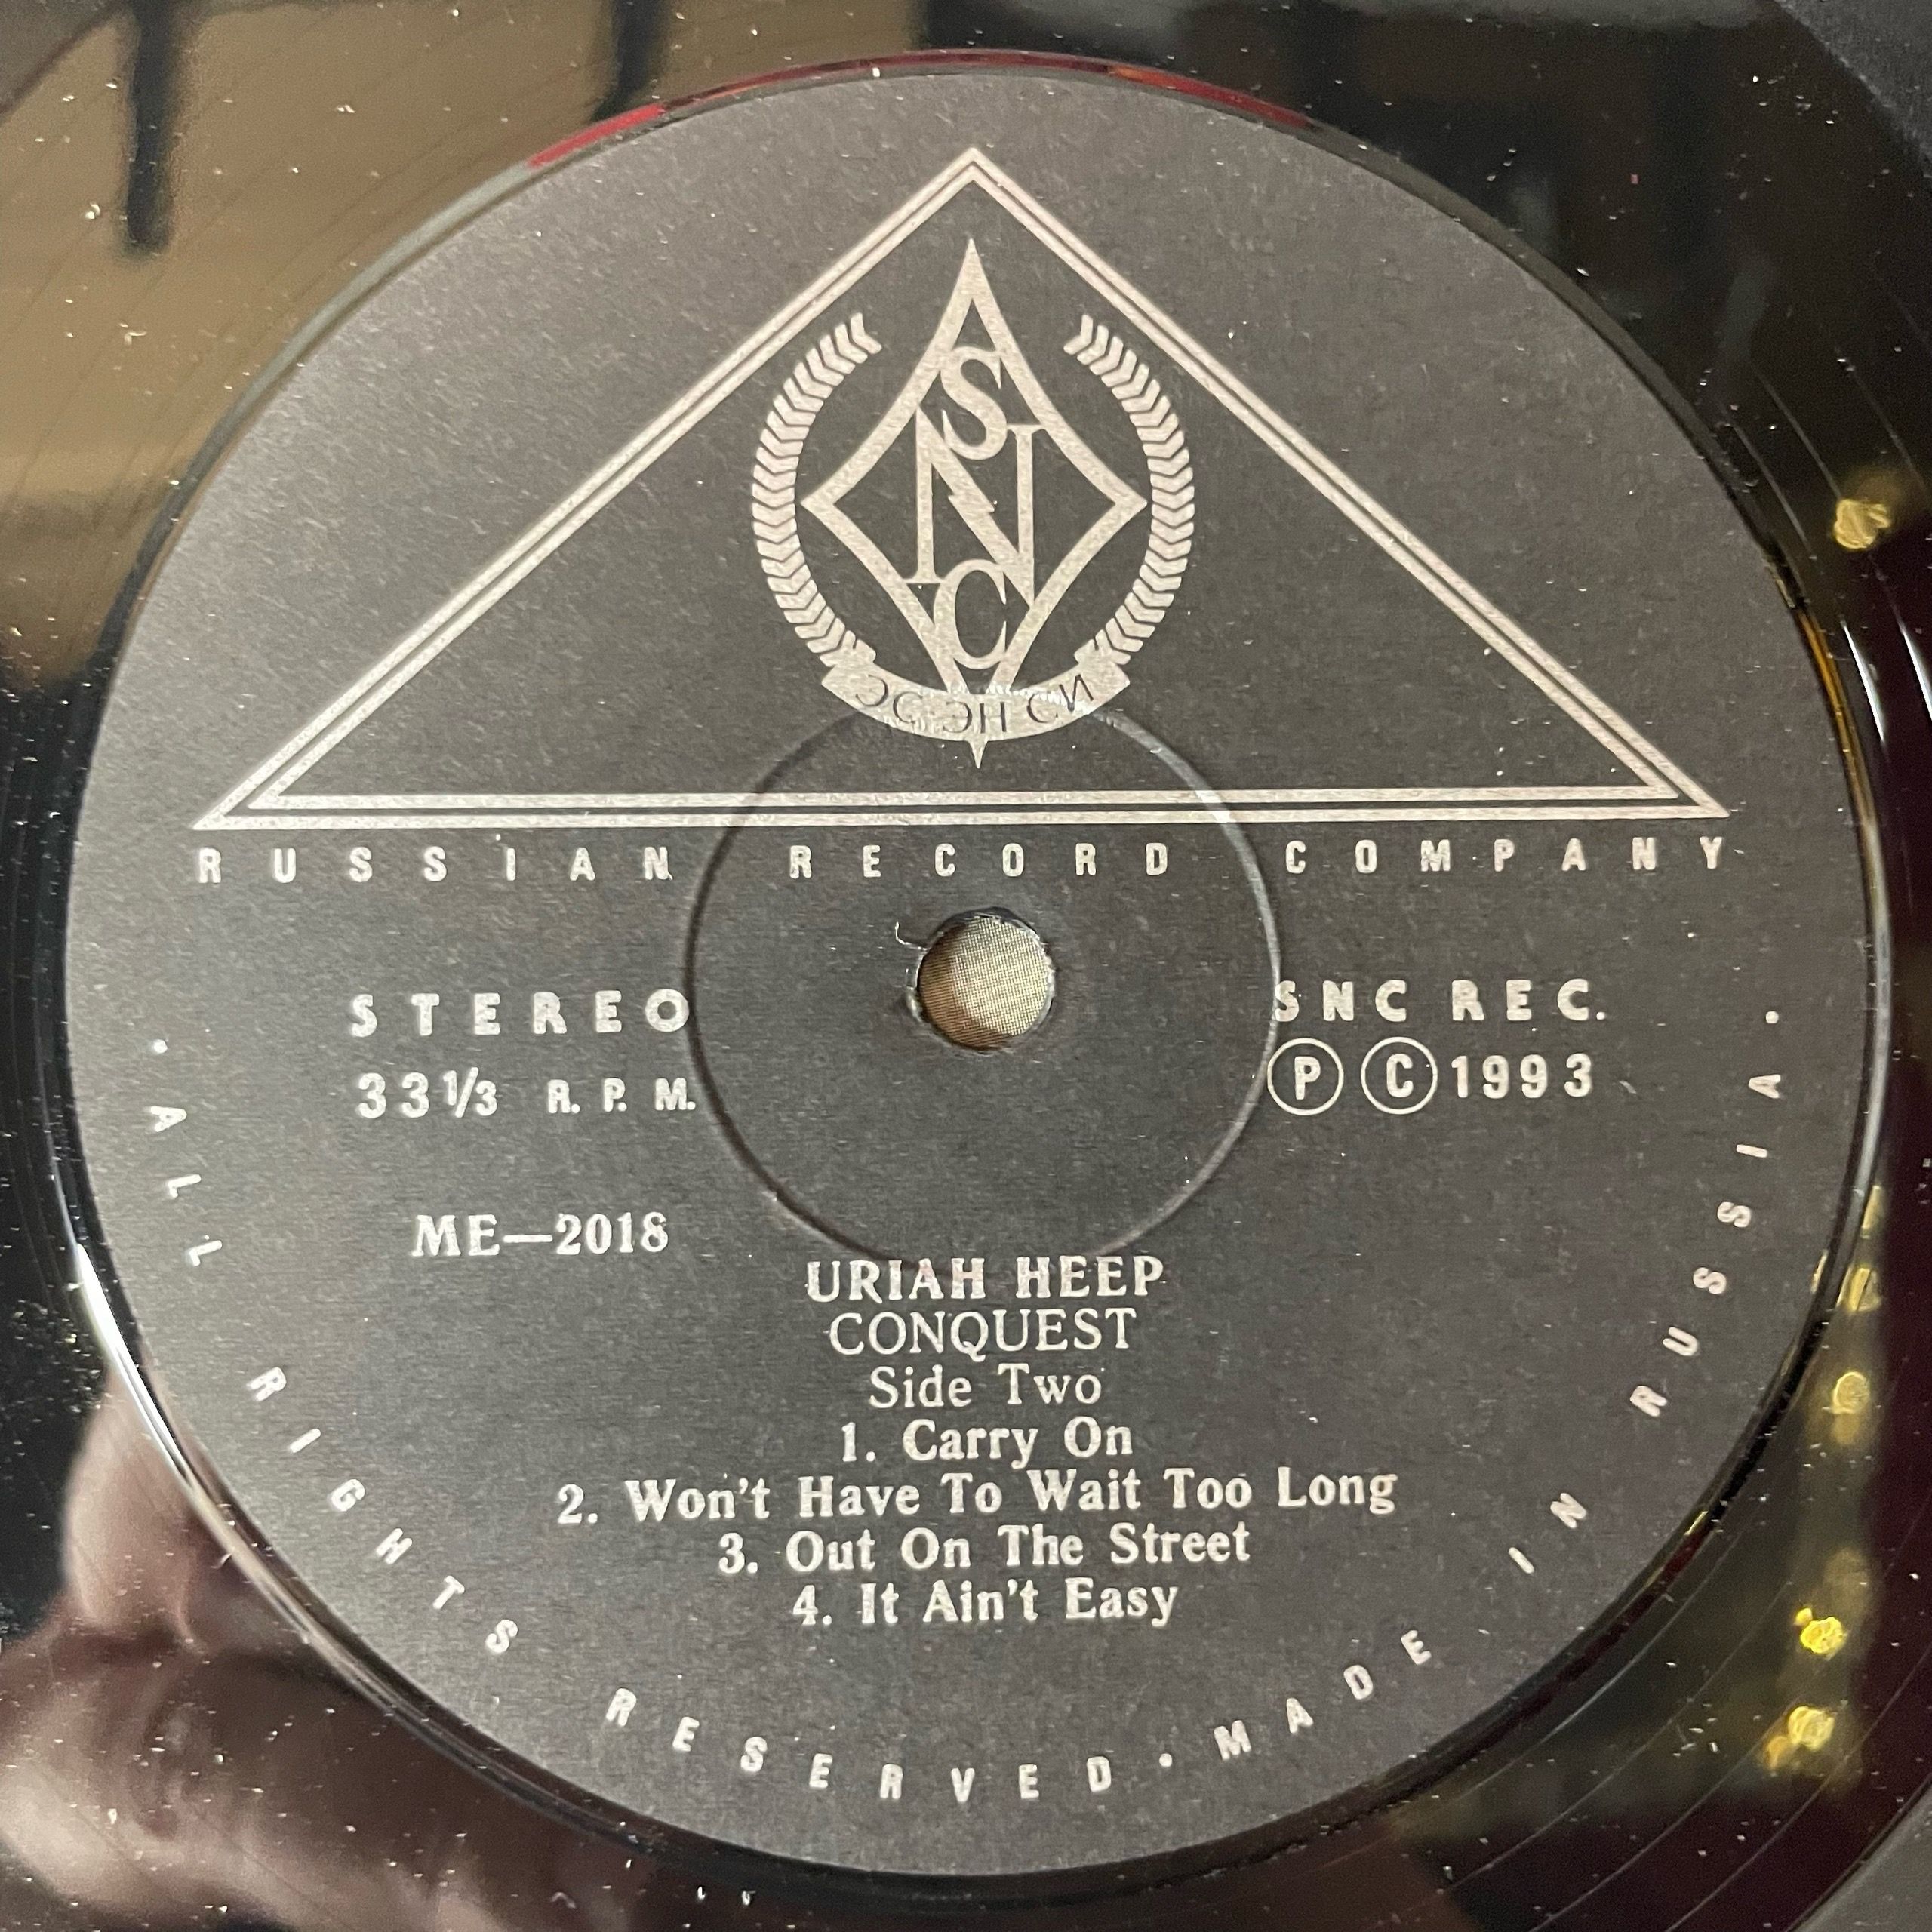 SNC
ЭС ЭН СИ
RUSSIAN RECORD COMPANY
STEREO
33 1/3 R. P. M.
SNC REC.
Ⓟ Ⓒ 1993
ME—2018
URIAH HEEP
CONQUEST
Side Two
1. Carry On
2. Won't Have To Wait Too Long
3. Out On The Street
4. It Ain't Easy
· ALL RIGHTS RESERVED · MADE IN RUSSIA ·